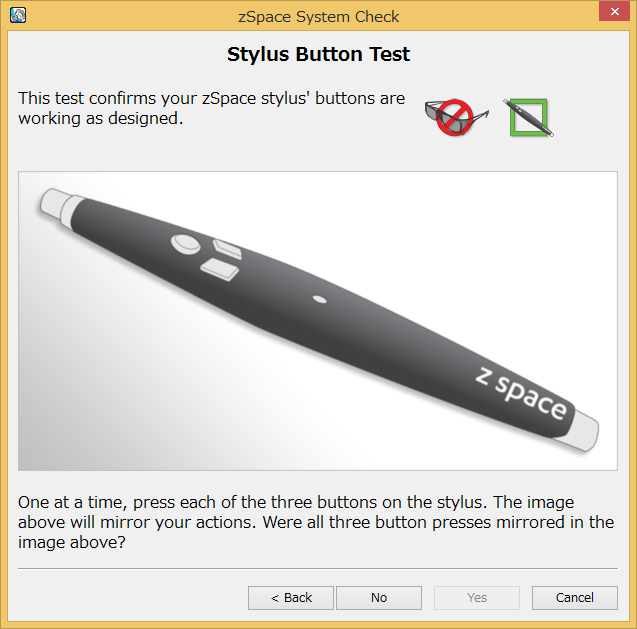 zSpace System Check
Stylus Button Test
This test confirms your zSpace stylus' buttons are
working as designed.
z space
One at a time, press each of the three buttons on the stylus. The image
above will mirror your actions. Were all three button presses mirrored in the
image above?
< Back
No
Yes
Cancel